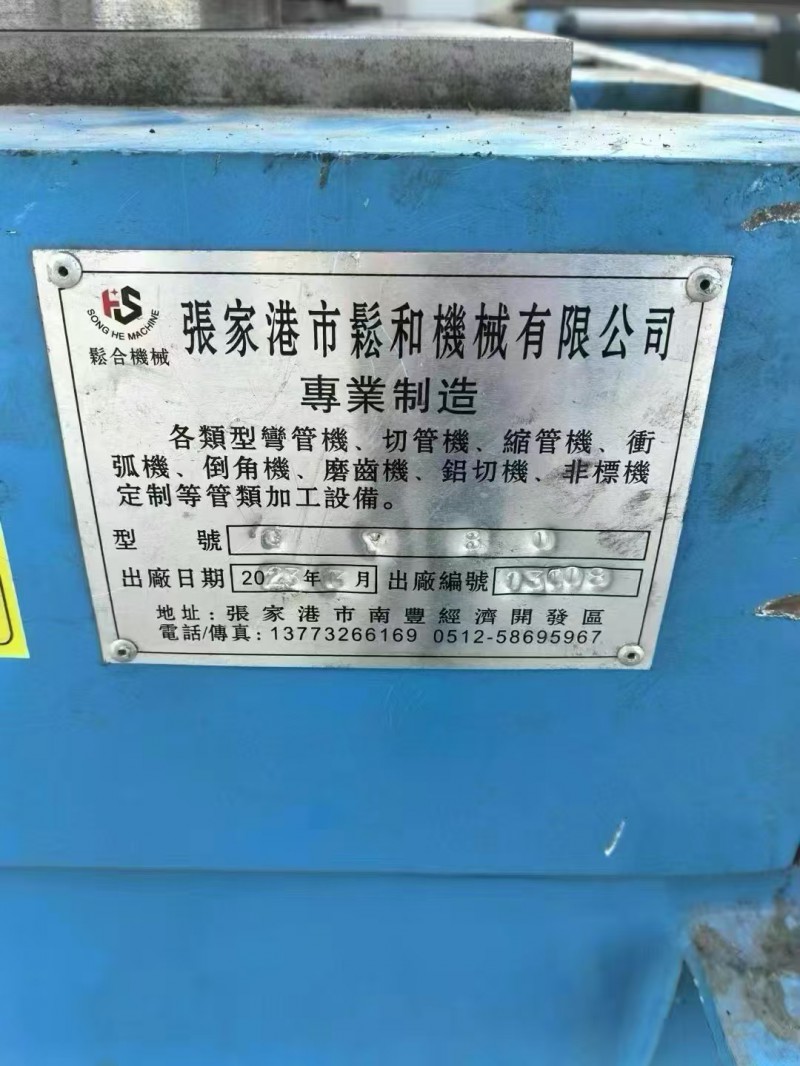 HS
SONG HE MACHINE
鬆合機械
張家港市鬆和機械有限公司
專業制造
各類型彎管機、切管機、縮管機、衝
弧機、倒角機、磨齒機、鋁切機、非標機
定制等管類加工設備。
型 號
出廠日期 20 年 月 出廠編號
地址：張家港市南豐經濟開發區
電話/傳真：13773266169 0512-58695967